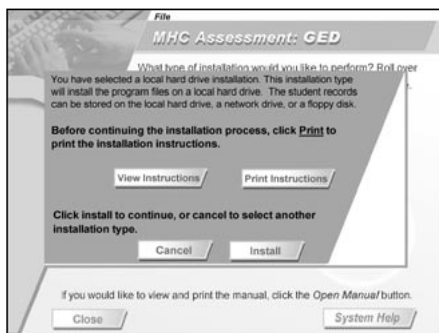 File
MHC Assessment: GED
What type of installation would you like to perform? Roll over
You have selected a local hard drive installation. This installation type
will install the program files on a local hard drive. The student records
can be stored on the local hard drive, a network drive, or a floppy disk.
Before continuing the installation process, click Print to
print the installation instructions.
View Instructions
Print Instructions
Click install to continue, or cancel to select another
installation type.
Cancel
Install
If you would like to view and print the manual, click the Open Manual button.
Close
System Help